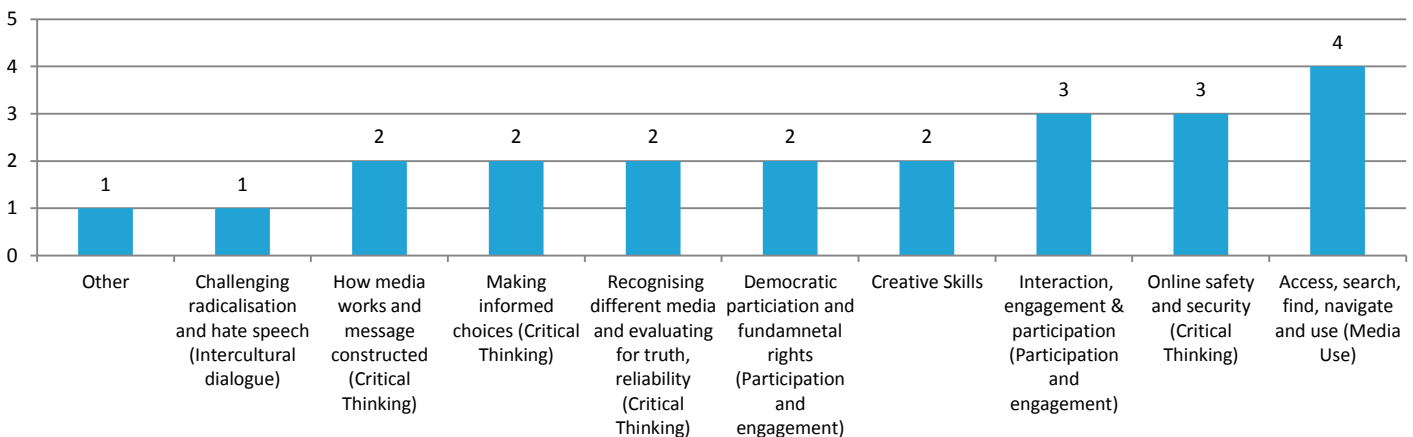 5
4
3
2
1
0
1
1
2
2
2
2
2
3
3
4
Other
Challenging
radicalisation
and hate speech
(Intercultural
dialogue)
How media
works and
message
constructed
(Critical
Thinking)
Making
informed
choices (Critical
Thinking)
Recognising
different media
and evaluating
for truth,
reliability
(Critical
Thinking)
Democratic
particiation and
fundamnetal
rights
(Participation
and
engagement)
Creative Skills
Interaction,
engagement &
participation
(Participation
and
engagement)
Online safety
and security
(Critical
Thinking)
Access, search,
find, navigate
and use (Media
Use)